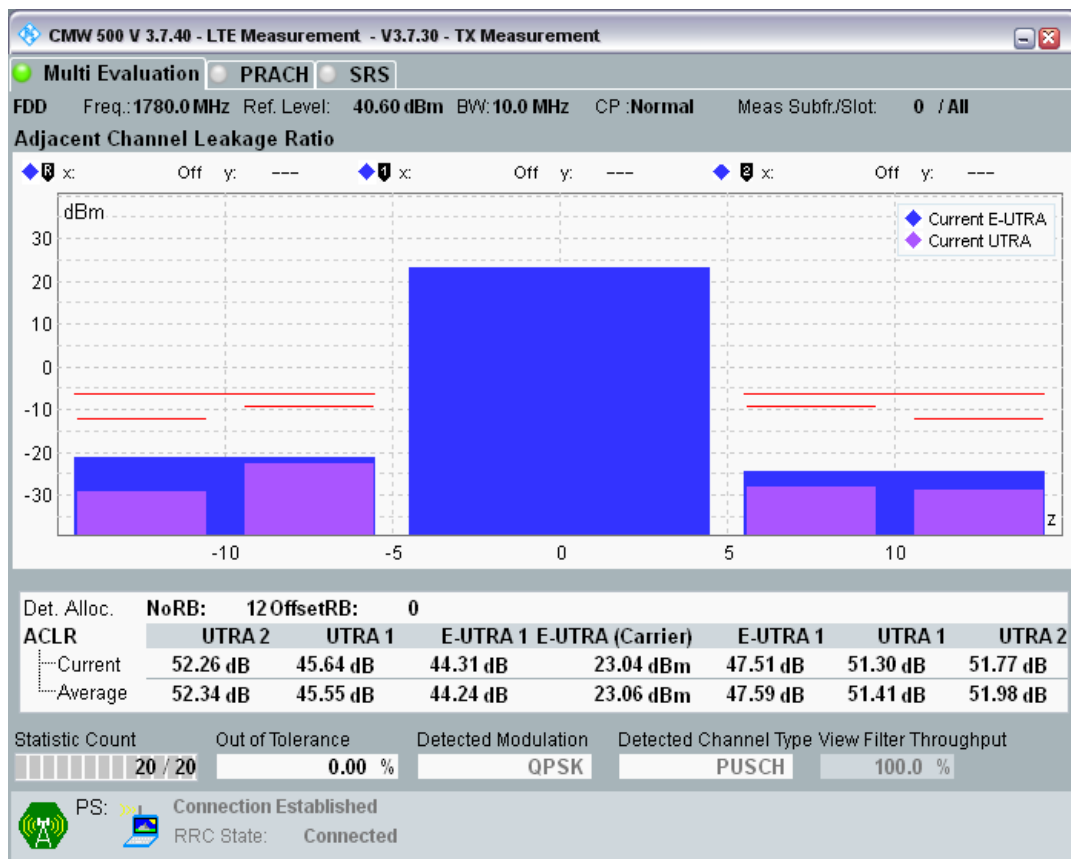 CMW 500 V 3.7.40 - LTE Measurement - V3.7.30 - TX Measurement
Multi Evaluation PRACH SRS
FDD Freq.:1780.0 MHz Ref. Level: 40.60 dBm BW:10.0 MHz CP :Normal Meas Subfr./Slot: 0 / All
Adjacent Channel Leakage Ratio
R x: Off y: --- 1 x: Off y: --- 2 x: Off y: ---
dBm
Current E-UTRA
Current UTRA
30
20
10
0
-10
-20
-30
z
-10 -5 0 5 10
Det. Alloc. NoRB: 12 OffsetRB: 0
ACLR UTRA 2 UTRA 1 E-UTRA 1 E-UTRA (Carrier) E-UTRA 1 UTRA 1 UTRA 2
Current 52.26 dB 45.64 dB 44.31 dB 23.04 dBm 47.51 dB 51.30 dB 51.77 dB
Average 52.34 dB 45.55 dB 44.24 dB 23.06 dBm 47.59 dB 51.41 dB 51.98 dB
Statistic Count Out of Tolerance Detected Modulation Detected Channel Type View Filter Throughput
20 / 20 0.00 % QPSK PUSCH 100.0 %
PS: Connection Established
RRC State: Connected